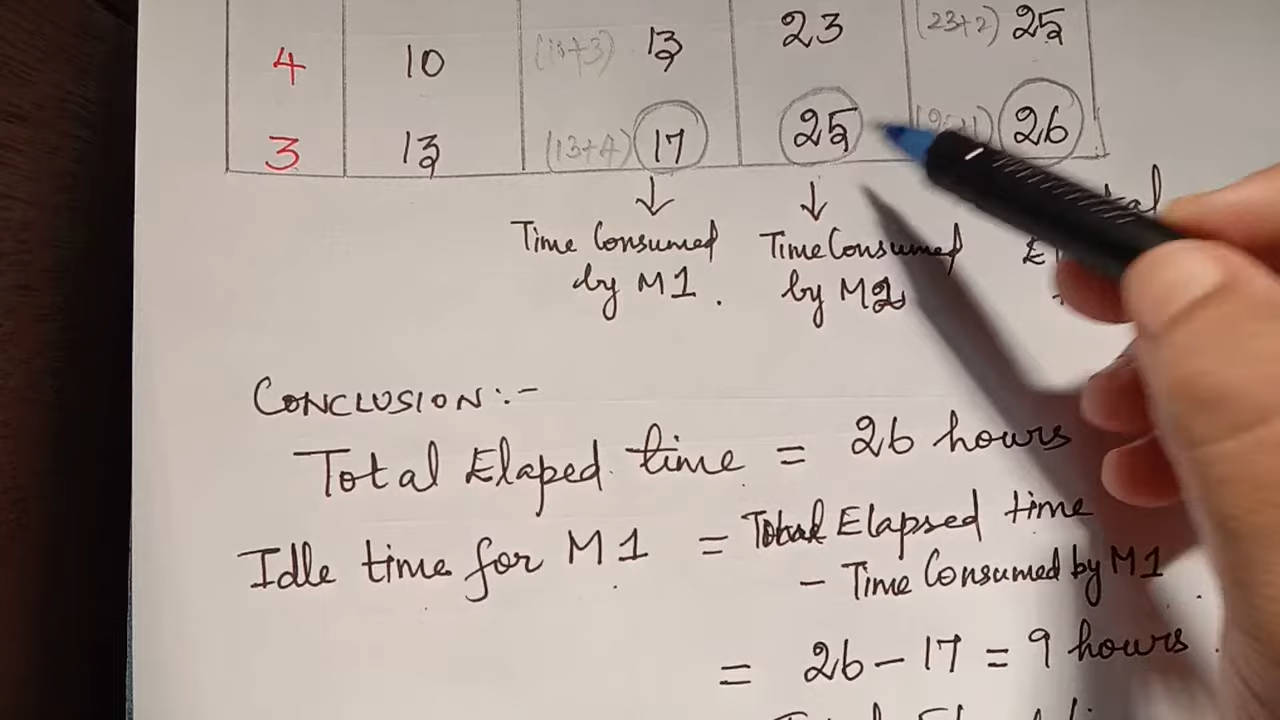 4 10 (13+3) 13 23 (23+2) 25
3 13 (13+4) 17 25 26
Time Consumed by M1.
Time Consumed by M2
CONCLUSION:-
Total Elaped time = 26 hours
Idle time for M1 = Total Elapsed time
- Time Consumed by M1
= 26 - 17 = 9 hours.